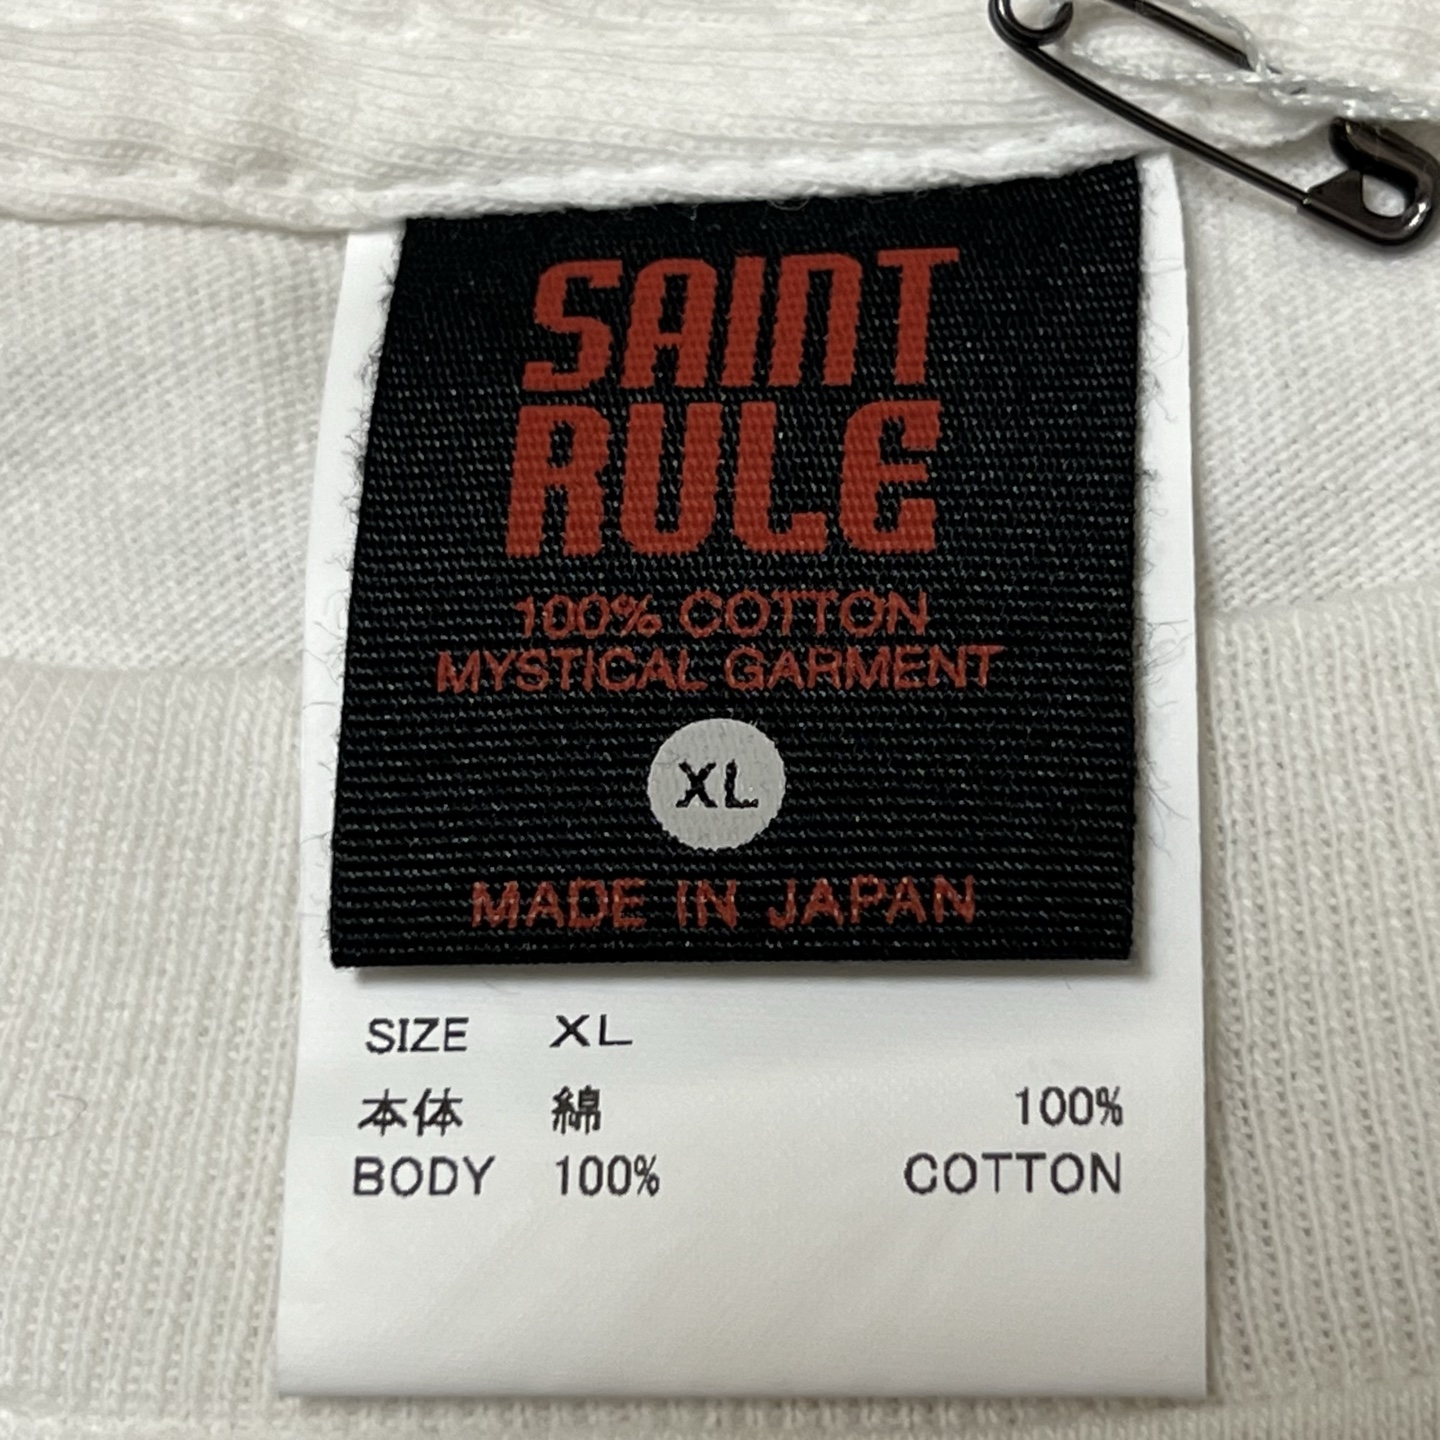 SAINT
RULE
100% COTTON
MYSTICAL GARMENT
XL
MADE IN JAPAN
SIZE XL
本体 綿 100%
BODY 100% COTTON